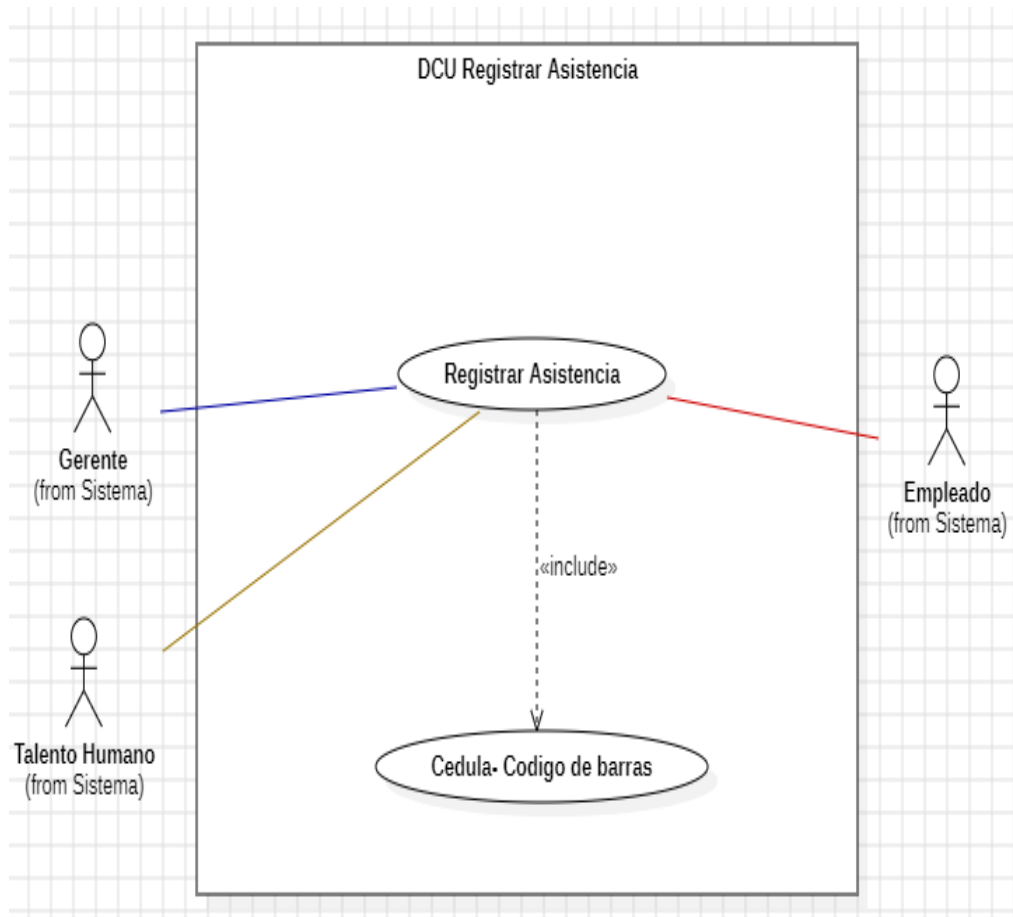 DCU Registrar Asistencia
Registrar Asistencia
Gerente
(from Sistema)
Empleado
(from Sistema)
«include»
Talento Humano
(from Sistema)
Cedula- Codigo de barras